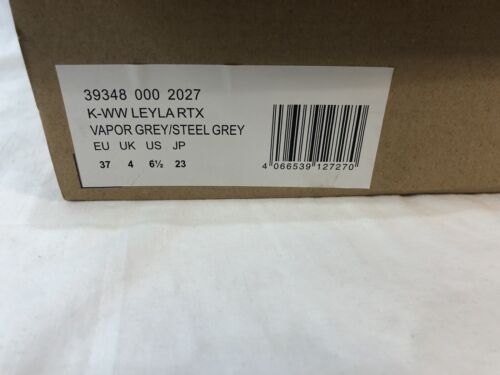 39348 000 2027
K-WW LEYLA RTX
VAPOR GREY/STEEL GREY
EU UK US JP
37 4 6½ 23
4 066539 127270